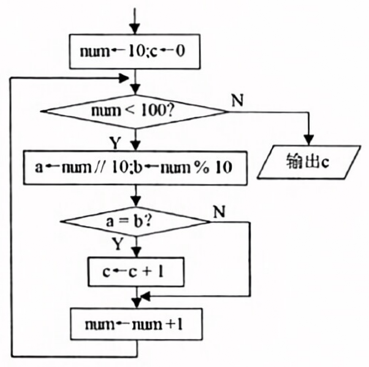 num←10;c←0
num < 100?
N
Y
a←num // 10;b←num % 10
输出c
a = b?
N
Y
c←c + 1
num←num +1